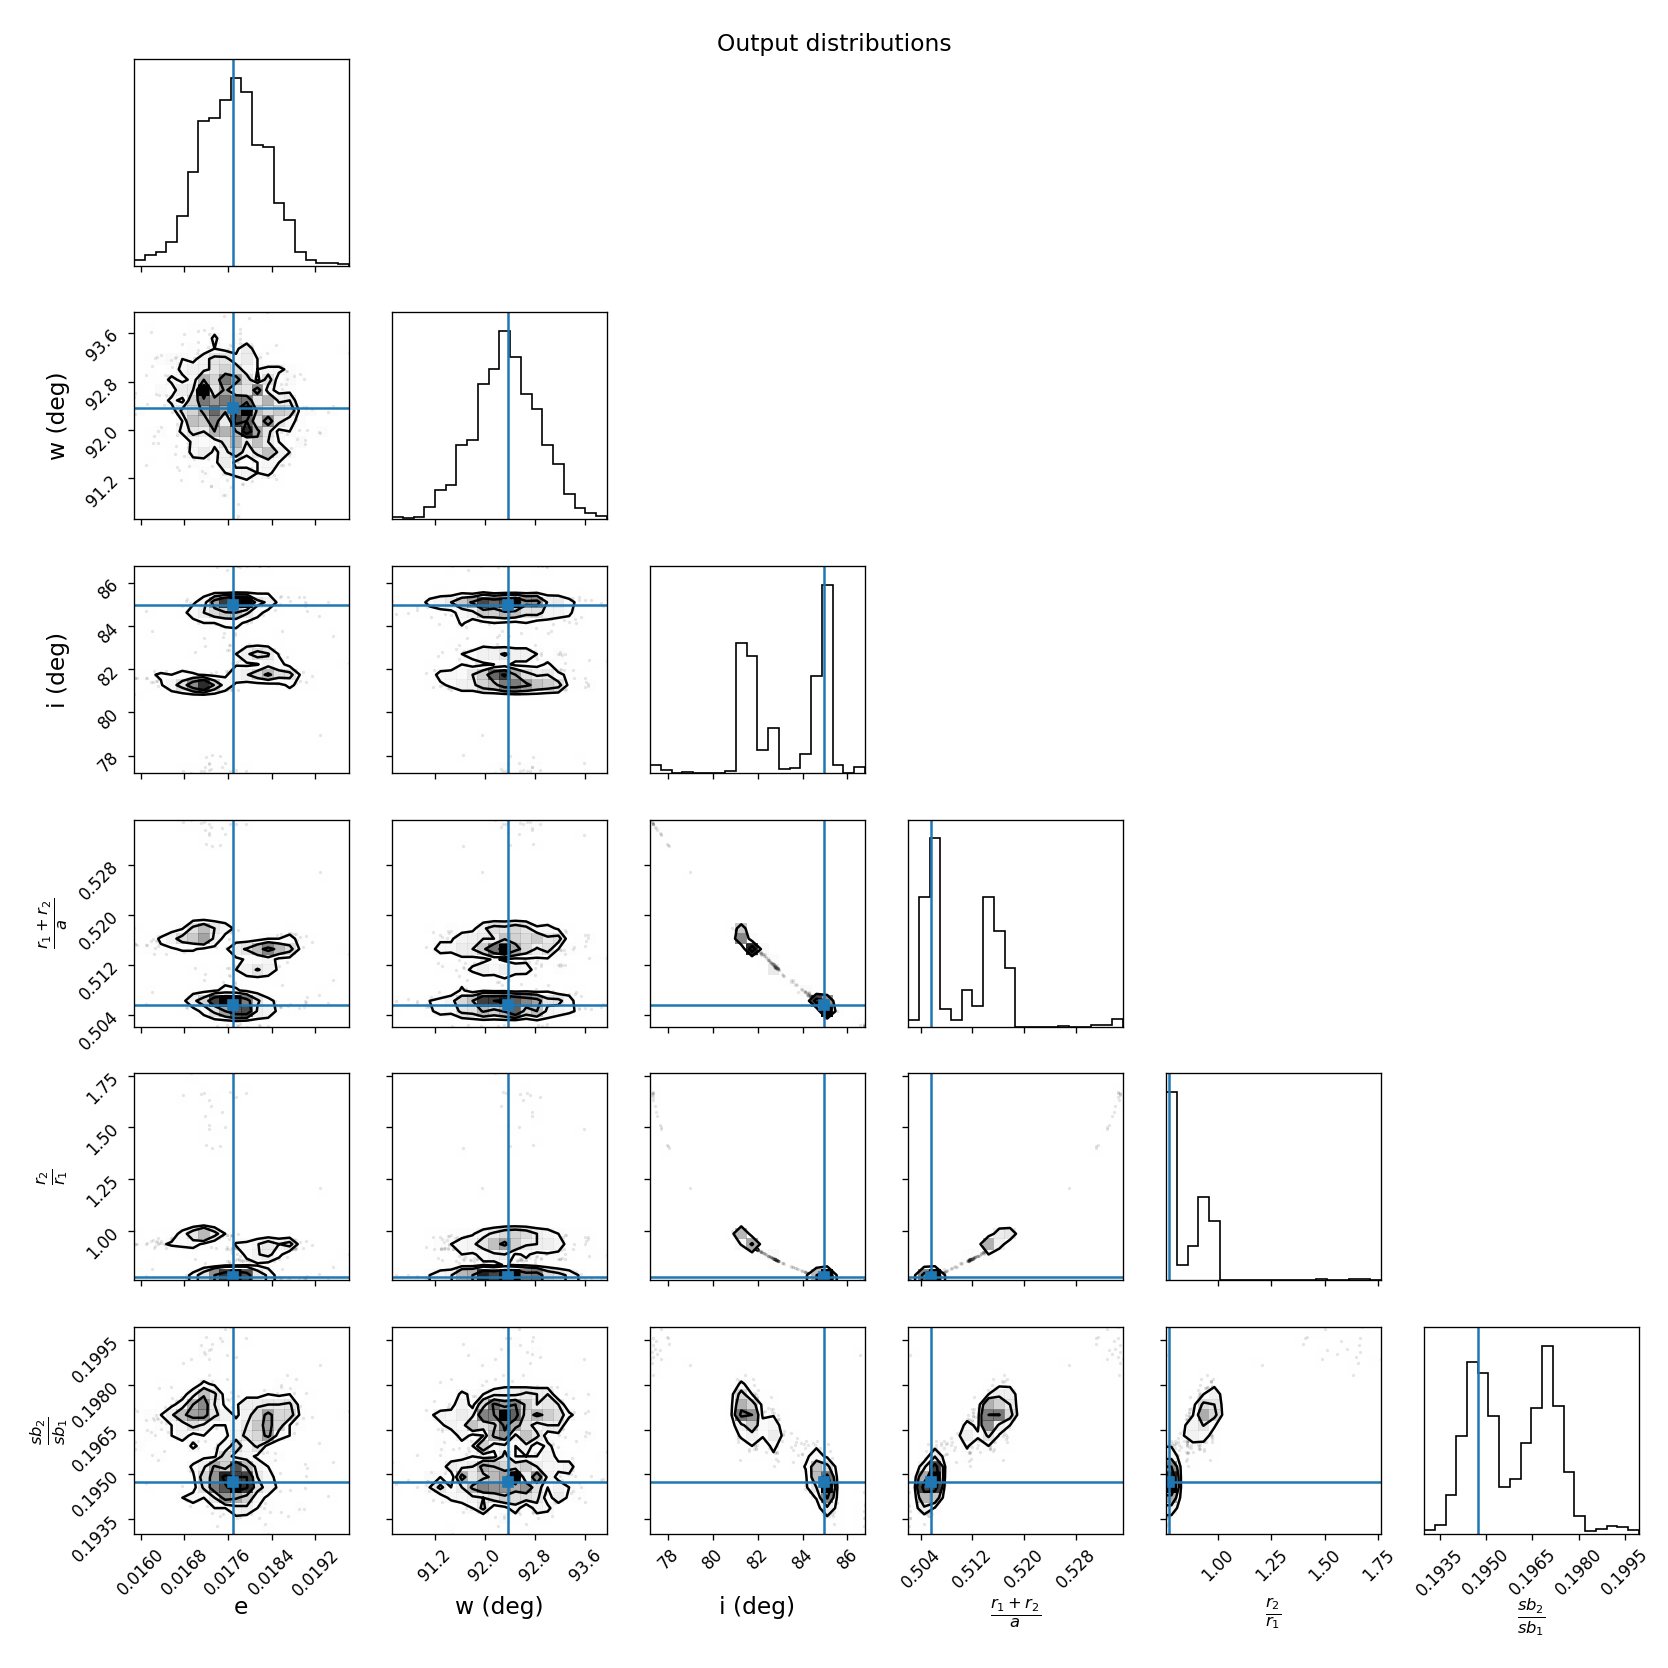 Output distributions
w (deg)
93.6
92.8
92.0
91.2
i (deg)
86
84
82
80
78
r₁ + r₂
a
0.528
0.520
0.512
0.504
r₂
r₁
1.75
1.50
1.25
1.00
sb₂
sb₁
0.1995
0.1980
0.1965
0.1950
0.1935
0.0160 0.0168 0.0176 0.0184 0.0192
91.2 92.0 92.8 93.6
78 80 82 84 86
0.504 0.512 0.520 0.528
1.00 1.25 1.50 1.75
0.1935 0.1950 0.1965 0.1980 0.1995
e
w (deg)
i (deg)
r₁ + r₂
a
r₂
r₁
sb₂
sb₁